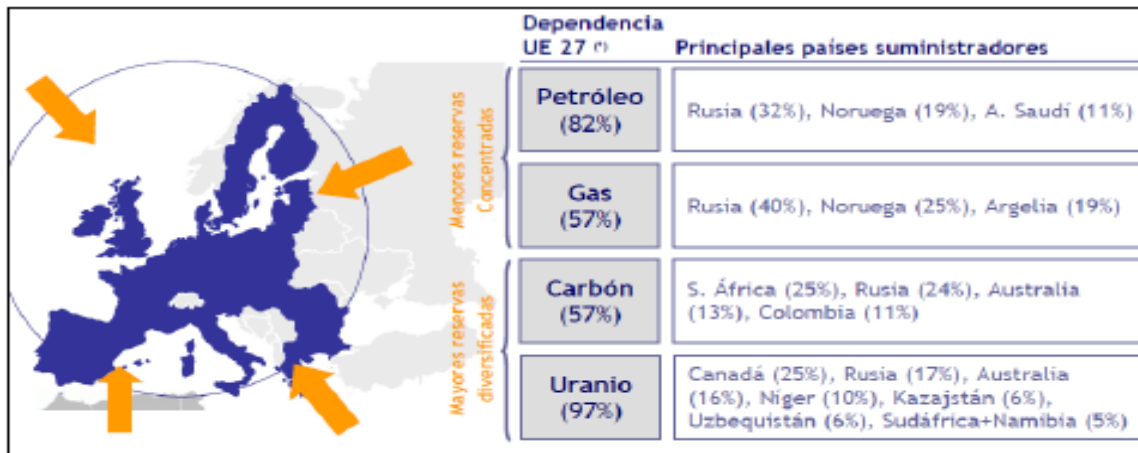 Dependencia
UE 27 (*)
Principales países suministradores
Menores reservas
Concentradas
Petróleo
(82%)
Rusia (32%), Noruega (19%), A. Saudí (11%)
Gas
(57%)
Rusia (40%), Noruega (25%), Argelia (19%)
Mayores reservas
diversificadas
Carbón
(57%)
S. África (25%), Rusia (24%), Australia
(13%), Colombia (11%)
Uranio
(97%)
Canadá (25%), Rusia (17%), Australia
(16%), Níger (10%), Kazajstán (6%),
Uzbequistán (6%), Sudáfrica+Namibia (5%)